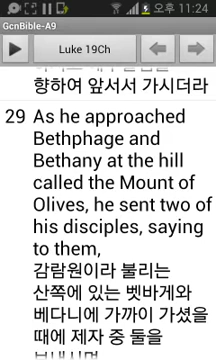 오후 11:24
GcnBible-A9
Luke 19Ch
향하여 앞서서 가시더라
29 As he approached
Bethphage and
Bethany at the hill
called the Mount of
Olives, he sent two of
his disciples, saying
to them,
감람원이라 불리는
산쪽에 있는 벳바게와
베다니에 가까이 가셨을
때에 제자 중 둘을